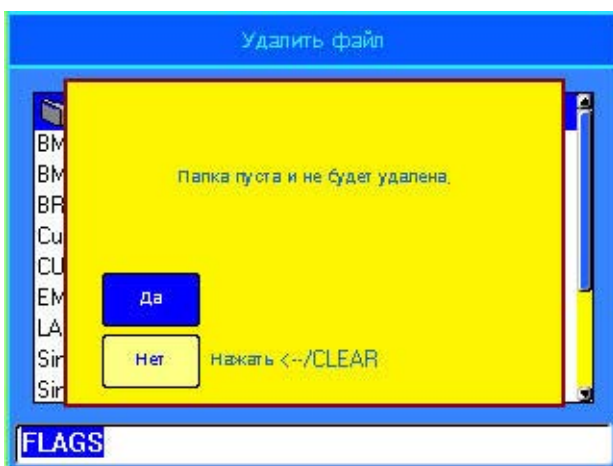 Удалить файл
BM
BM
BR
Cu
CU
EM
LA
Sir
Sir
Папка пуста и не будет удалена.
Да
Нет
Нажать <--/CLEAR
FLAGS